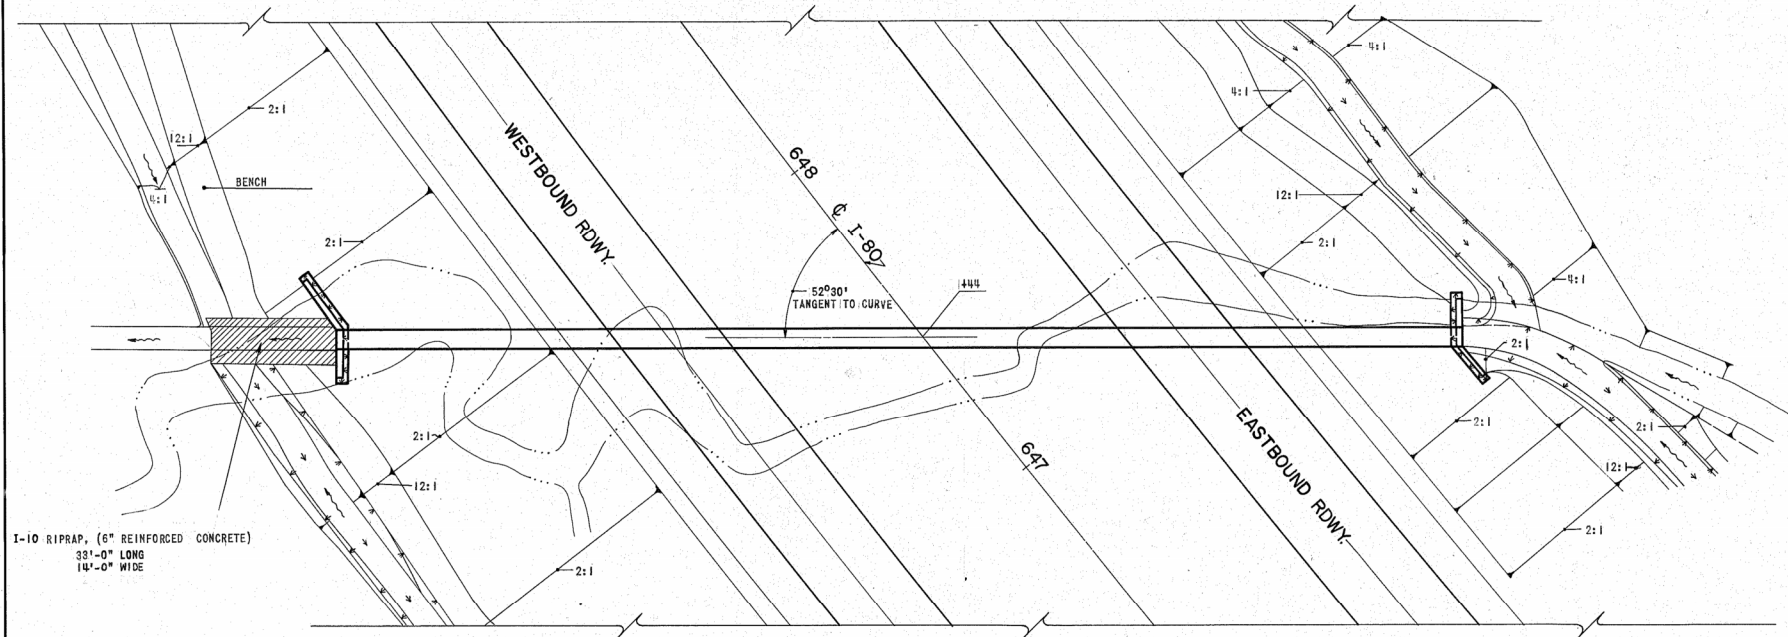 4:1
2:1
4:1
12:1
WESTBOUND RDWY.
648
BENCH
4:1
12:1
2:1
2:1
℄ I-80
4:1
52°30'
TANGENT TO CURVE
+44
2:1
2:1
2:1
2:1
EASTBOUND RDWY.
647
12:1
12:1
I-10 RIPRAP, (6" REINFORCED CONCRETE)
33'-0" LONG
14'-0" WIDE
2:1
2:1